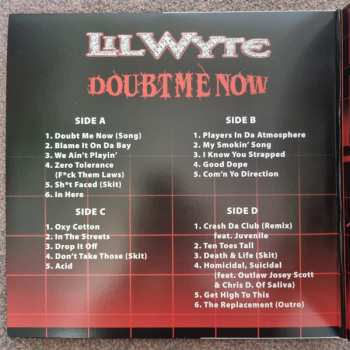 LIL WYTE
DOUBT ME NOW
SIDE A
1. Doubt Me Now (Song)
2. Blame It On Da Bay
3. We Ain't Playin'
4. Zero Tolerance
(F*ck Them Laws)
5. Sh*t Faced (Skit)
6. In Here
SIDE B
1. Players In Da Atmosphere
2. My Smokin' Song
3. I Know You Strapped
4. Good Dope
5. Com'n Yo Direction
SIDE C
1. Oxy Cotton
2. In The Streets
3. Drop It Off
4. Don't Take Those (Skit)
5. Acid
SIDE D
1. Crash Da Club (Remix)
feat. Juvenile
2. Ten Toes Tall
3. Death & Life (Skit)
4. Homicidal, Suicidal
(feat. Outlaw Josey Scott
& Chris D. Of Saliva)
5. Get High To This
6. The Replacement (Outro)